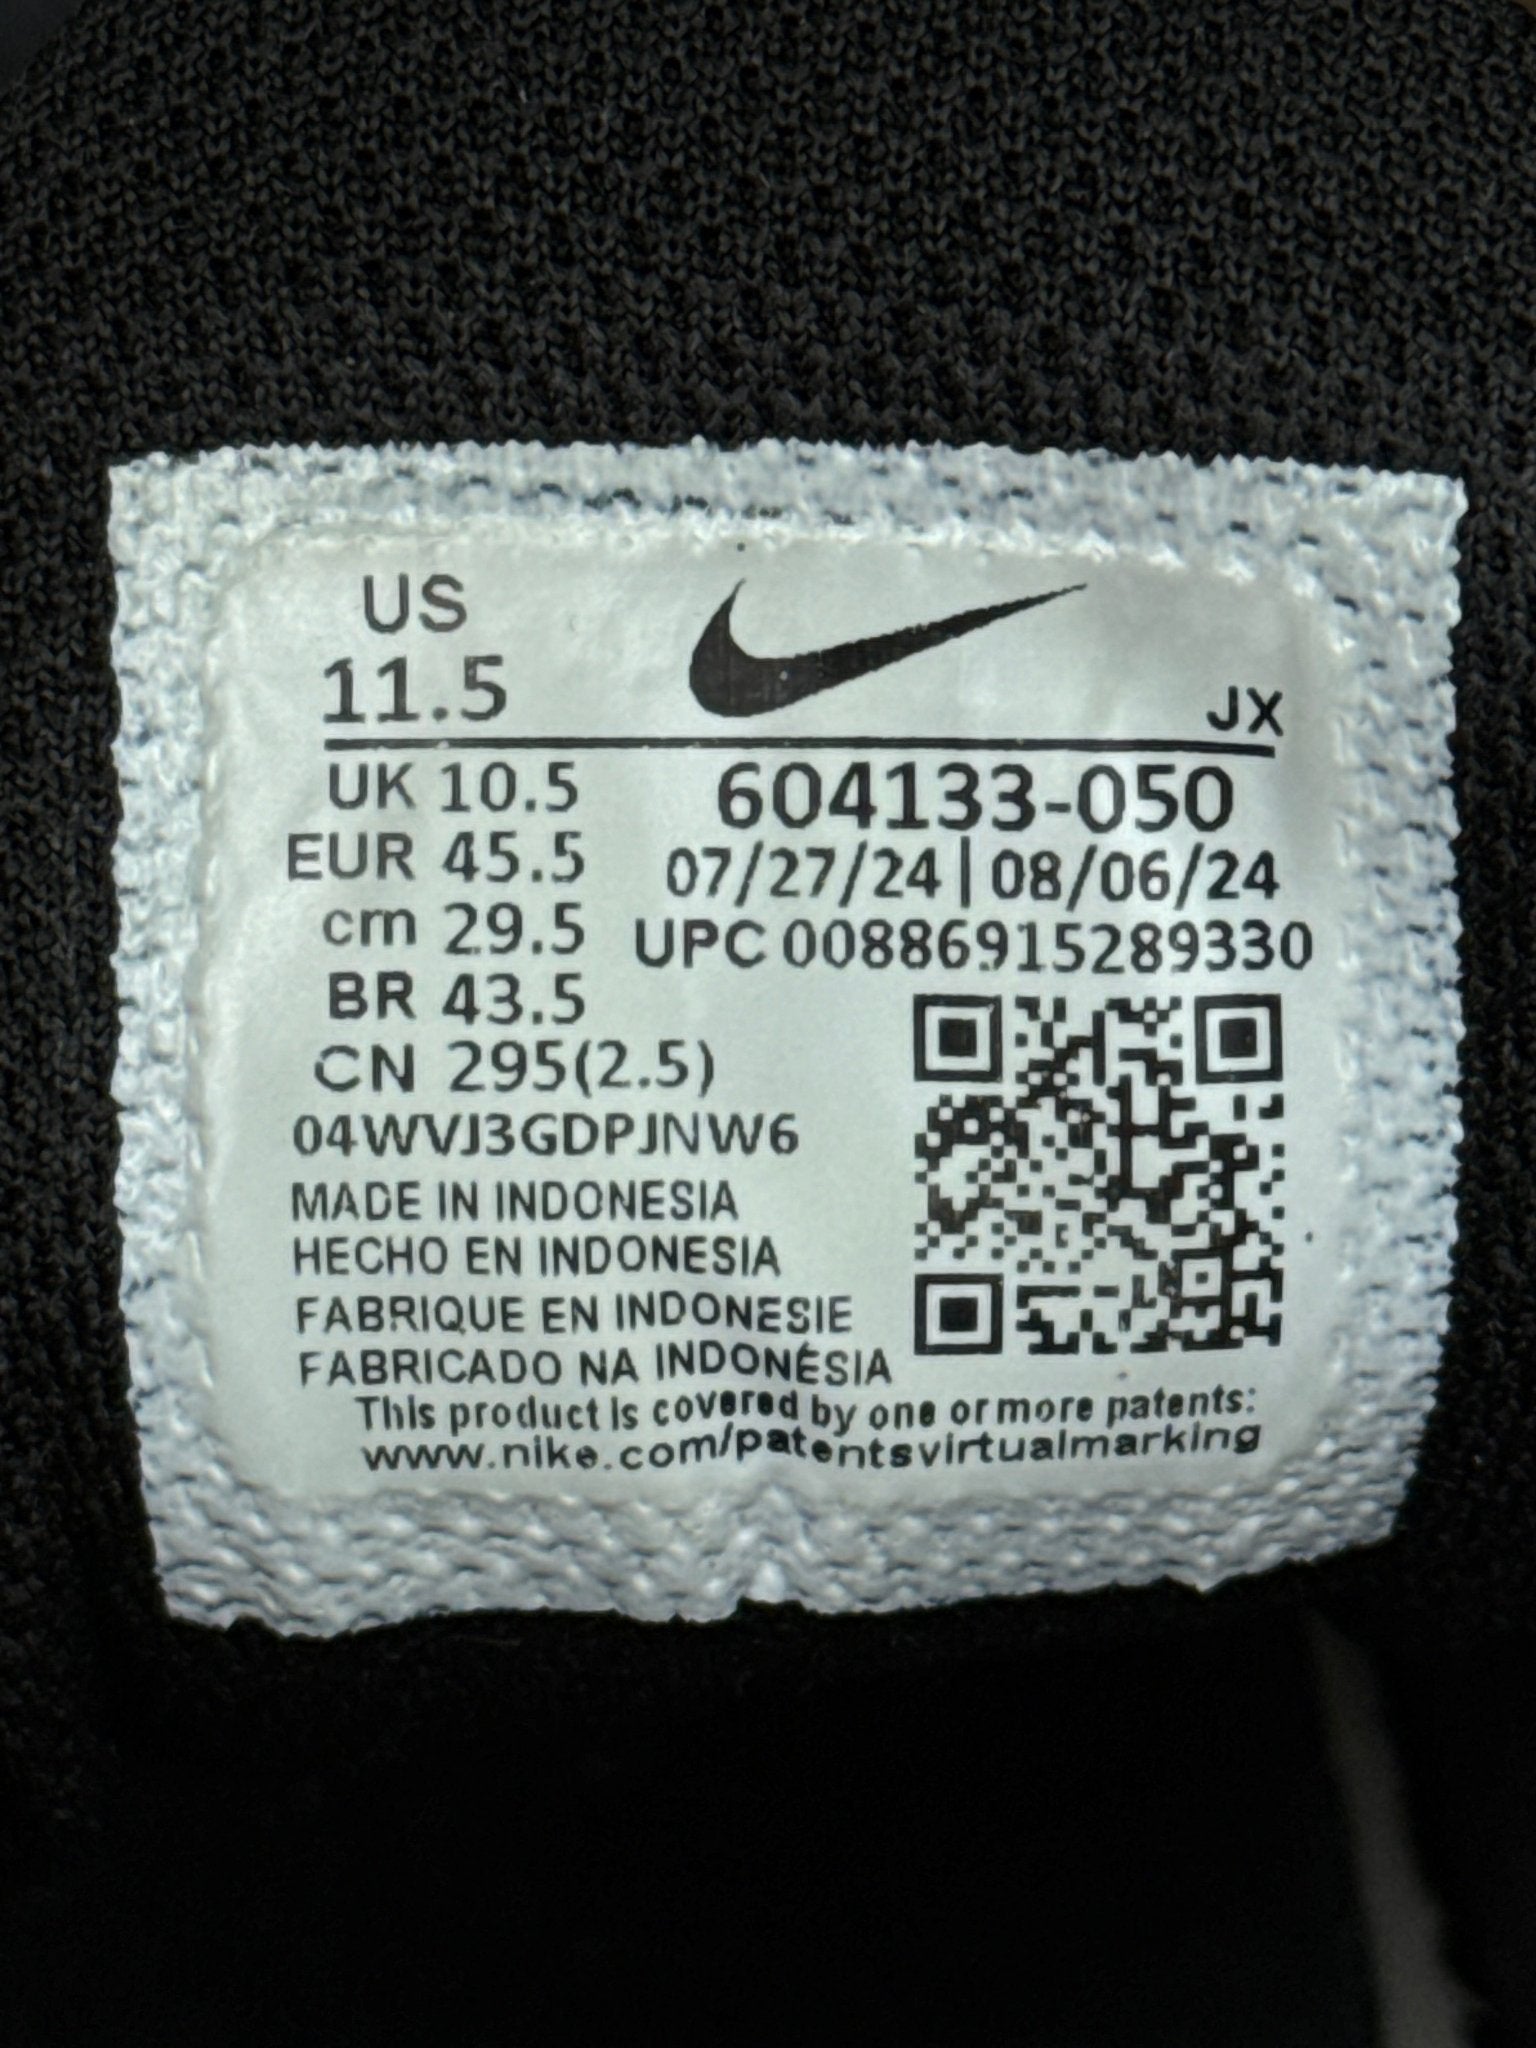 US
11.5
JX
UK 10.5
EUR 45.5
cm 29.5
BR 43.5
CN 295(2.5)
604133-050
07/27/24 | 08/06/24
UPC 00886915289330
04WVJ3GDPJNW6
MADE IN INDONESIA
HECHO EN INDONESIA
FABRIQUE EN INDONESIE
FABRICADO NA INDONÉSIA
This product is covered by one or more patents:
www.nike.com/patentsvirtualmarking